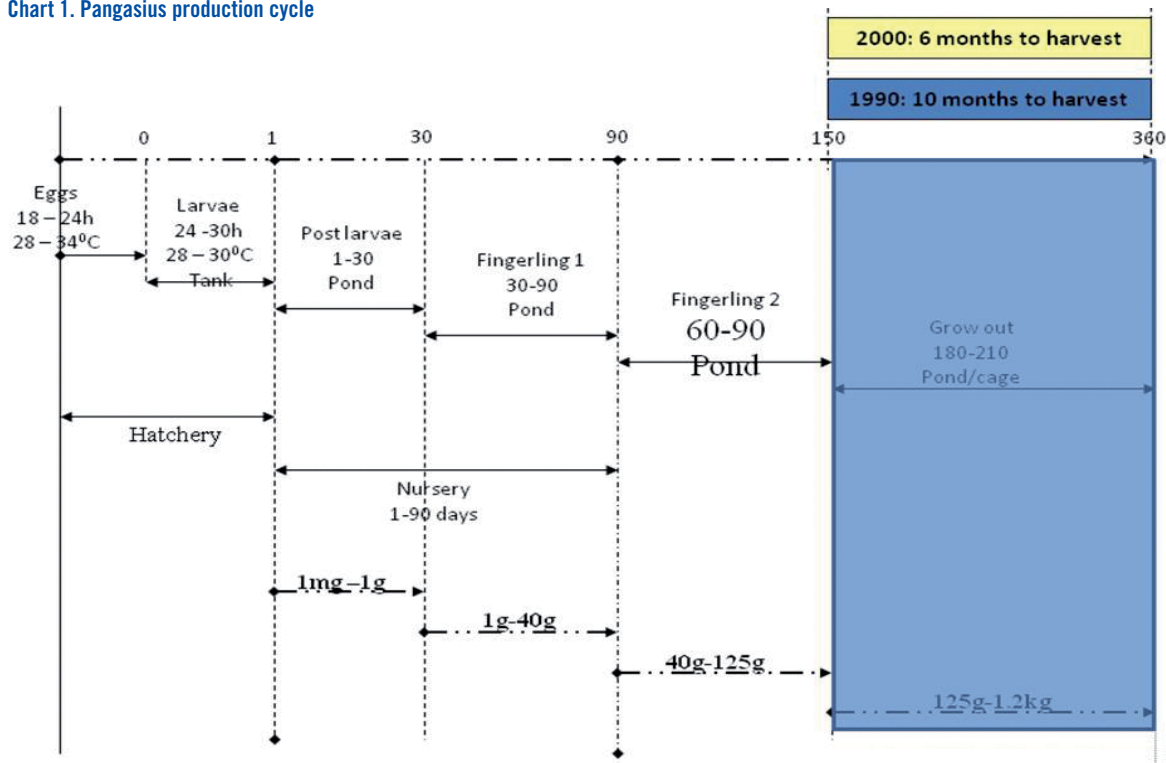 Chart 1. Pangasius production cycle
2000: 6 months to harvest
1990: 10 months to harvest
0 1 30 90 150 360
Eggs
18 – 24h
28 – 34⁰C
Larvae
24 -30h
28 – 30⁰C
Tank
Post larvae
1-30
Pond
Fingerling 1
30-90
Pond
Fingerling 2
60-90
Pond
Grow out
180-210
Pond/cage
Hatchery
Nursery
1-90 days
1mg –1g
1g-40g
40g-125g
125g-1.2kg